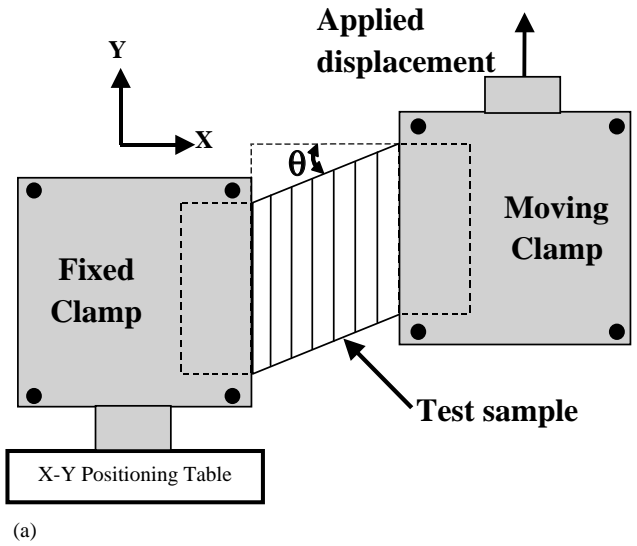 Applied
displacement
Y
X
θ
Moving
Clamp
Fixed
Clamp
Test sample
X-Y Positioning Table
(a)